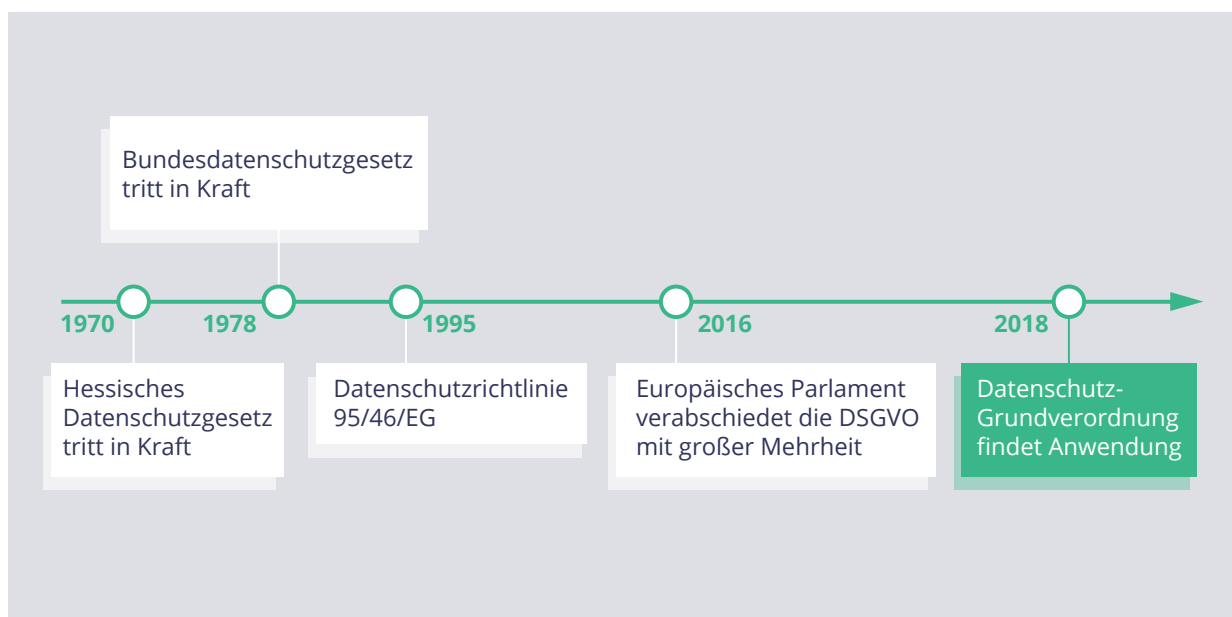 Bundesdatenschutzgesetz
tritt in Kraft
1970
1978
1995
2016
2018
Hessisches
Datenschutzgesetz
tritt in Kraft
Datenschutzrichtlinie
95/46/EG
Europäisches Parlament
verabschiedet die DSGVO
mit großer Mehrheit
Datenschutz-
Grundverordnung
findet Anwendung